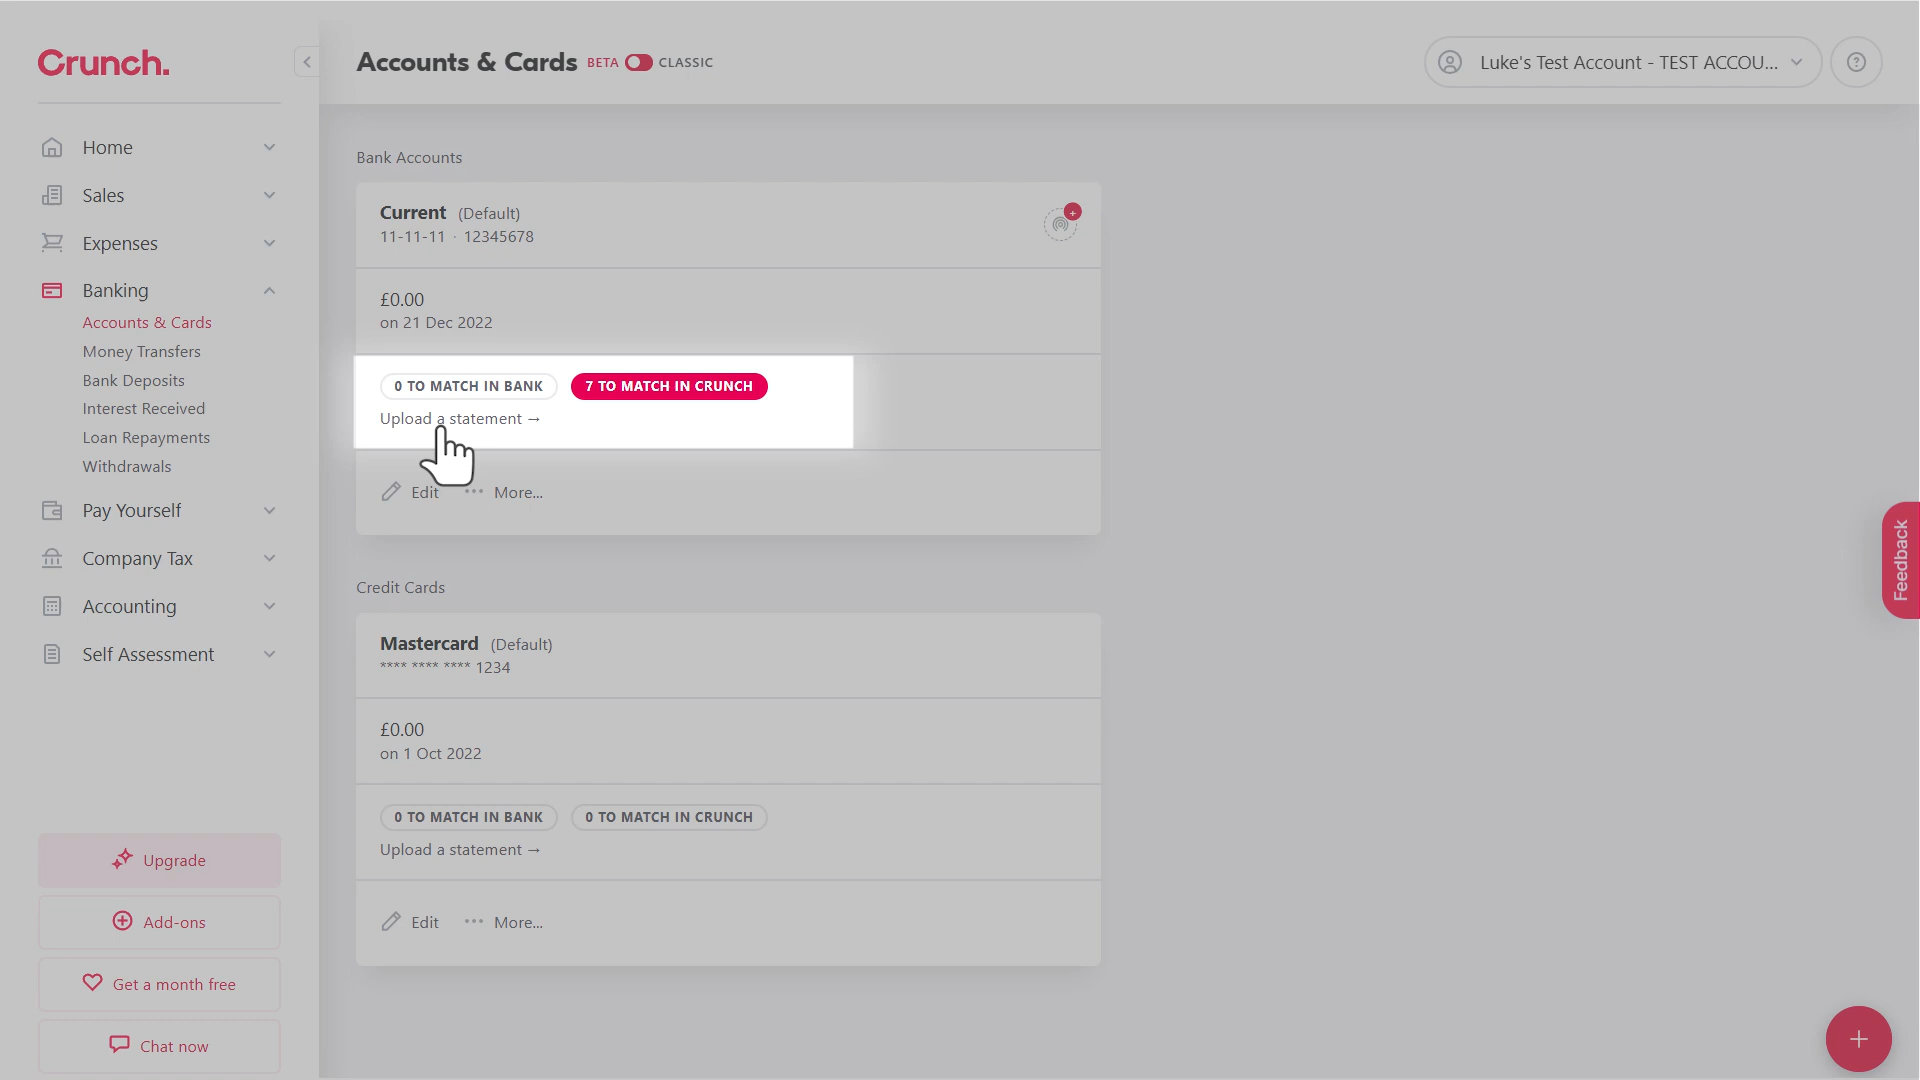 Crunch.
Accounts & Cards BETA CLASSIC
Luke's Test Account - TEST ACCOU...
Home
Sales
Expenses
Banking
Accounts & Cards
Money Transfers
Bank Deposits
Interest Received
Loan Repayments
Withdrawals
Pay Yourself
Company Tax
Accounting
Self Assessment
Upgrade
Add-ons
Get a month free
Chat now
Bank Accounts
Current (Default)
11-11-11 · 12345678
£0.00
on 21 Dec 2022
0 TO MATCH IN BANK 7 TO MATCH IN CRUNCH
Upload a statement →
Edit More...
Credit Cards
Mastercard (Default)
**** **** **** 1234
£0.00
on 1 Oct 2022
0 TO MATCH IN BANK 0 TO MATCH IN CRUNCH
Upload a statement →
Edit More...
Feedback